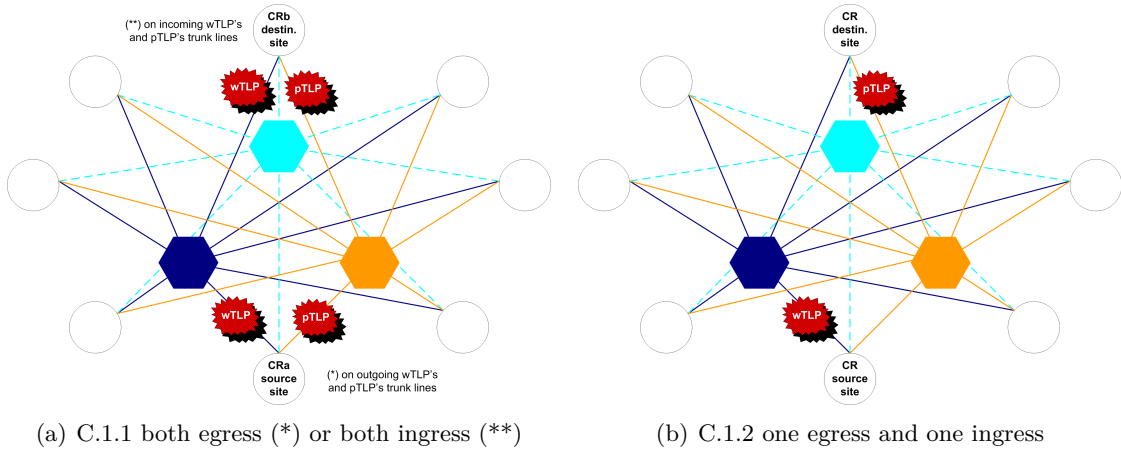 (**) on incoming wTLP's
and pTLP's trunk lines
CRb
destin.
site
wTLP
pTLP
wTLP
pTLP
CRa
source
site
(*) on outgoing wTLP's
and pTLP's trunk lines
(a) C.1.1 both egress (*) or both ingress (**)
CR
destin.
site
pTLP
wTLP
CR
source
site
(b) C.1.2 one egress and one ingress